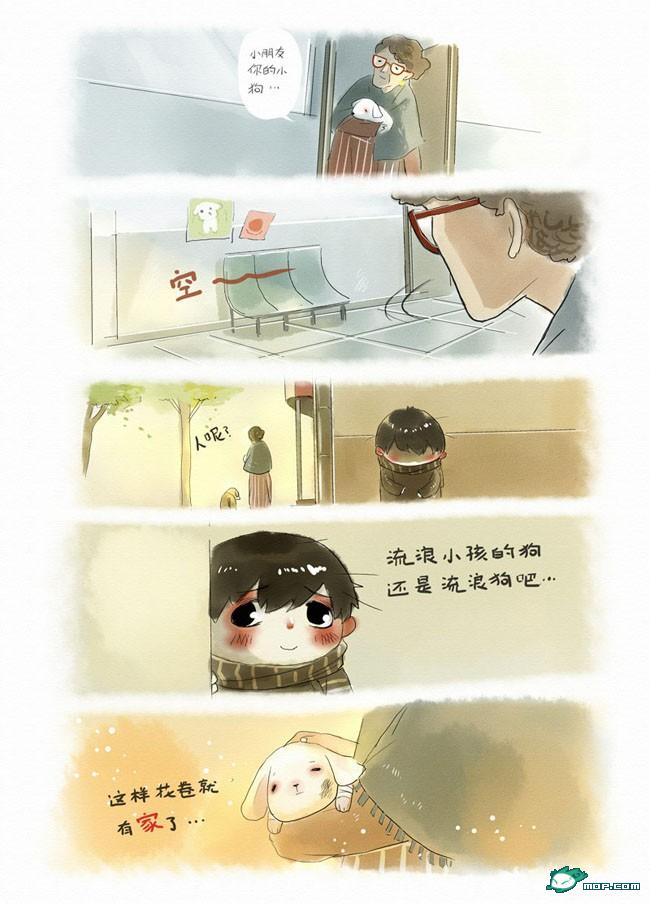 小朋友
你的小
狗…
空
人呢？
流浪小孩的狗
还是流浪狗吧…
这样花卷就
有家了…
mop.com